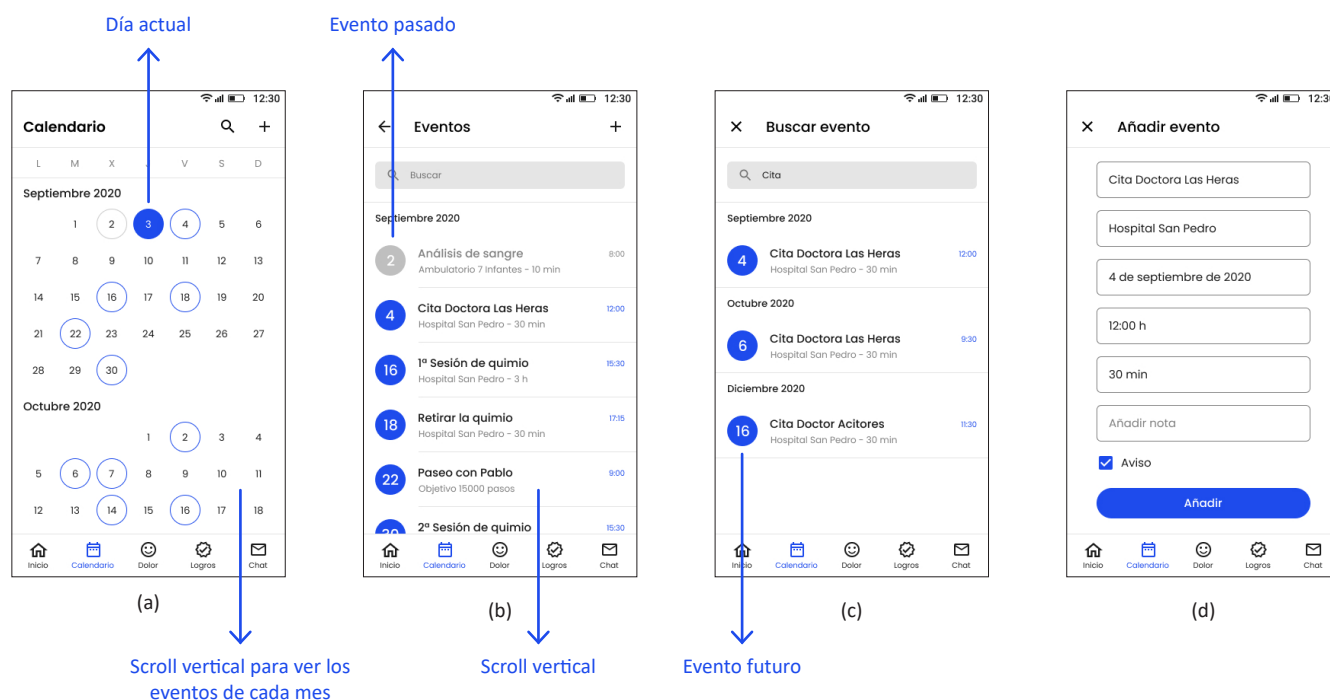 Día actual
Evento pasado
12:30
Calendario
L M X V S D
Septiembre 2020
1 2 3 4 5 6
7 8 9 10 11 12 13
14 15 16 17 18 19 20
21 22 23 24 25 26 27
28 29 30
Octubre 2020
1 2 3 4
5 6 7 8 9 10 11
12 13 14 15 16 17 18
Inicio Calendario Dolor Logros Chat
(a)
Scroll vertical para ver los
eventos de cada mes
12:30
Eventos
Buscar
Septiembre 2020
2 Análisis de sangre 8:00
Ambulatorio 7 Infantes - 10 min
4 Cita Doctora Las Heras 12:00
Hospital San Pedro - 30 min
16 1ª Sesión de quimio 15:30
Hospital San Pedro - 3 h
18 Retirar la quimio 17:15
Hospital San Pedro - 30 min
22 Paseo con Pablo 9:00
Objetivo 15000 pasos
30 2ª Sesión de quimio 15:30
Inicio Calendario Dolor Logros Chat
(b)
Scroll vertical
12:30
Buscar evento
Cita
Septiembre 2020
4 Cita Doctora Las Heras 12:00
Hospital San Pedro - 30 min
Octubre 2020
6 Cita Doctora Las Heras 9:30
Hospital San Pedro - 30 min
Diciembre 2020
16 Cita Doctor Acitores 11:30
Hospital San Pedro - 30 min
Inicio Calendario Dolor Logros Chat
(c)
Evento futuro
12:30
Añadir evento
Cita Doctora Las Heras
Hospital San Pedro
4 de septiembre de 2020
12:00 h
30 min
Añadir nota
Aviso
Añadir
Inicio Calendario Dolor Logros Chat
(d)